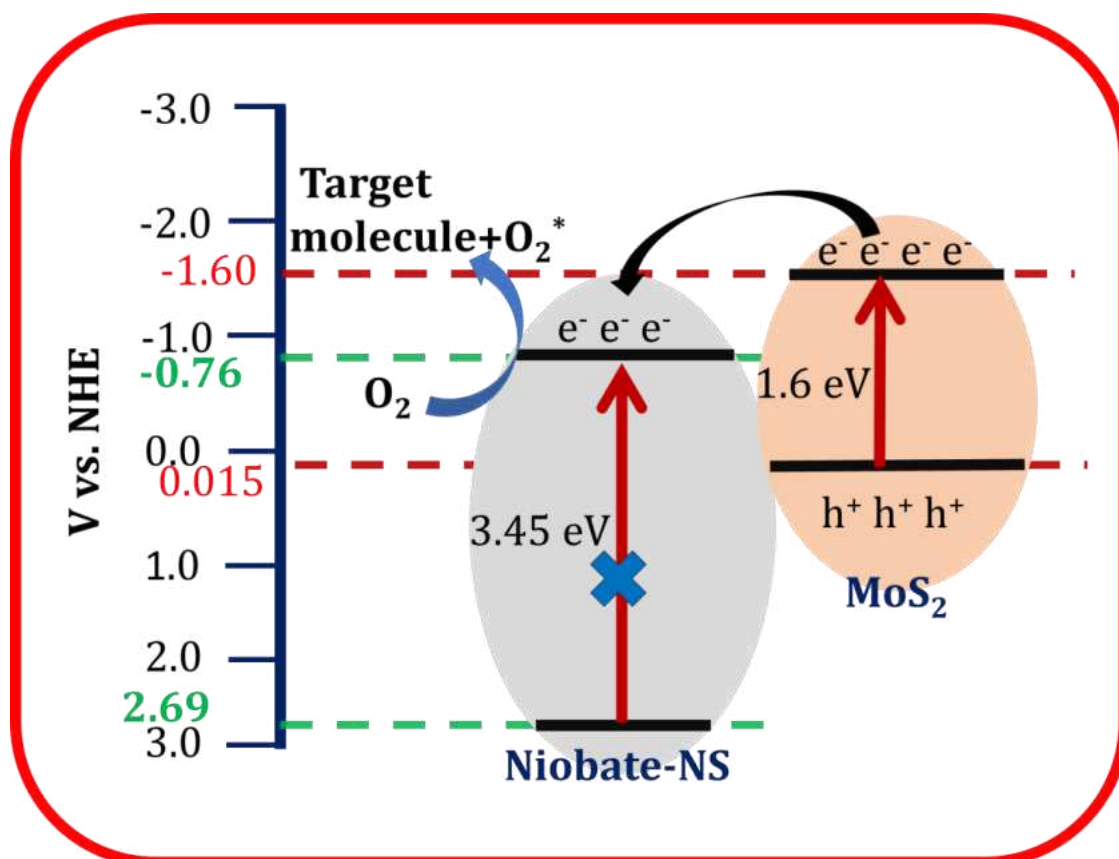 -3.0
Target
molecule+O₂*
-2.0
-1.60
e⁻ e⁻ e⁻ e⁻
-1.0
e⁻ e⁻ e⁻
-0.76
1.6 eV
O₂
V vs. NHE
0.0
0.015
h⁺ h⁺ h⁺
3.45 eV
1.0
MoS₂
2.0
2.69
3.0
Niobate-NS